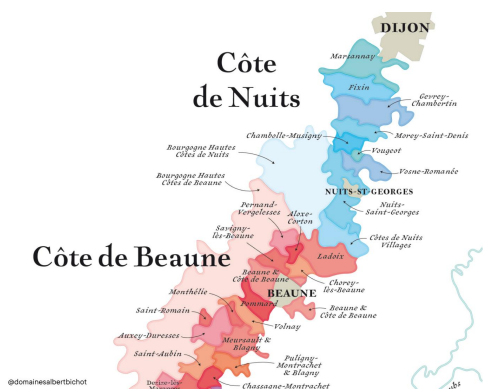 DIJON
Marsannay
Côte
de Nuits
Fixin
Gevrey-
Chambertin
Chambolle-Musigny
Morey-Saint-Denis
Bourgogne Hautes
Côtes de Nuits
Vougeot
Vosne-Romanée
Bourgogne Hautes
Côtes de Beaune
NUITS-ST-GEORGES
Pernand-
Vergelesses
Aloxe-
Corton
Nuits-
Saint-Georges
Savigny-
lès-Beaune
Côtes de Nuits
Villages
Côte de Beaune
Ladoix
Beaune &
Côte de Beaune
Chorey-
lès-Beaune
BEAUNE
Monthélie
Pommard
Saint-Romain
Beaune &
Côte de Beaune
Volnay
Auxey-Duresses
Meursault &
Blagny
Saint-Aubin
Puligny-
Montrachet
& Blagny
Dezize-lès-
Chassagne-Montrachet
@domainesalbertbichot